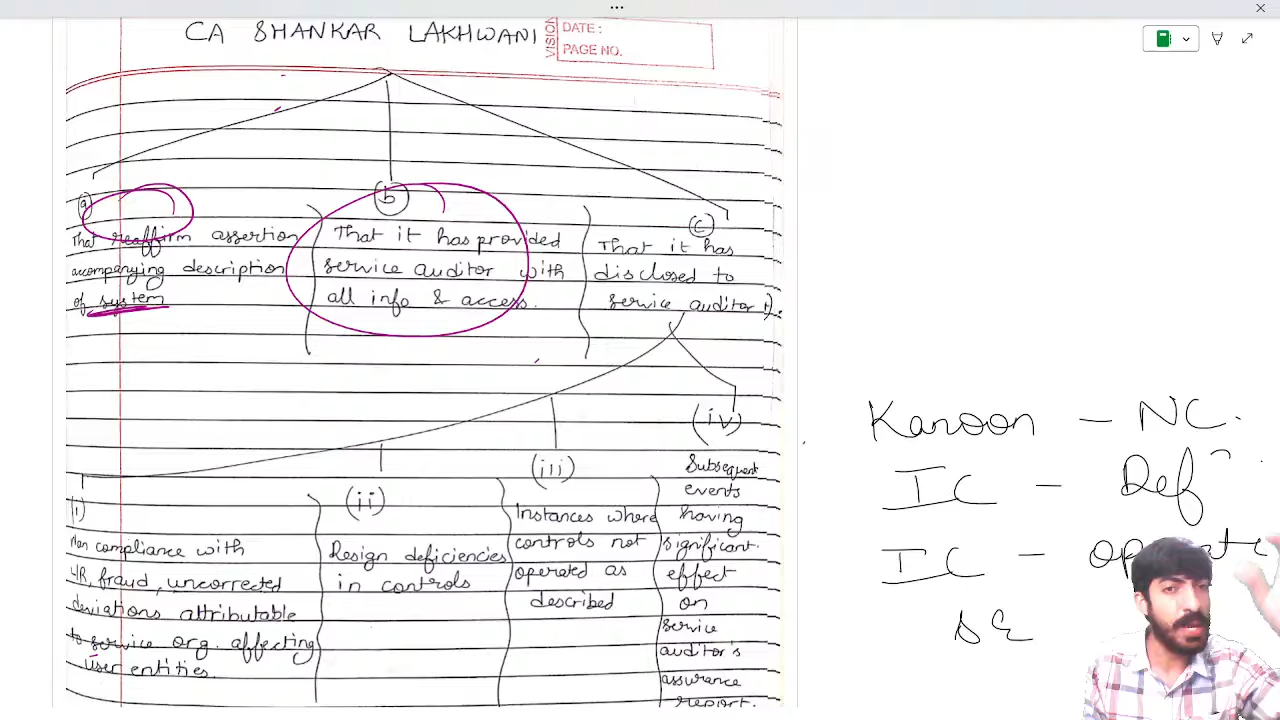 CA SHANKAR LAKHWANI
VISION
DATE :
PAGE NO.
(a)
That reaffirm assertion
accompanying description
of system
(b)
That it has provided
service auditor with
all info & access.
(c)
That it has
disclosed to
service auditor :).
(i)
Non compliance with
L/R, fraud, uncorrected
deviations attributable
to service org. affecting
User entities.
(ii)
Design deficiencies
in controls
(iii)
Instances where
controls not
operated as
described
(iv)
Subsequent
events
having
significant.
effect
on
service
auditor's
assurance
report.
Kanoon - NC.
IC - Def
IC - operate
SE